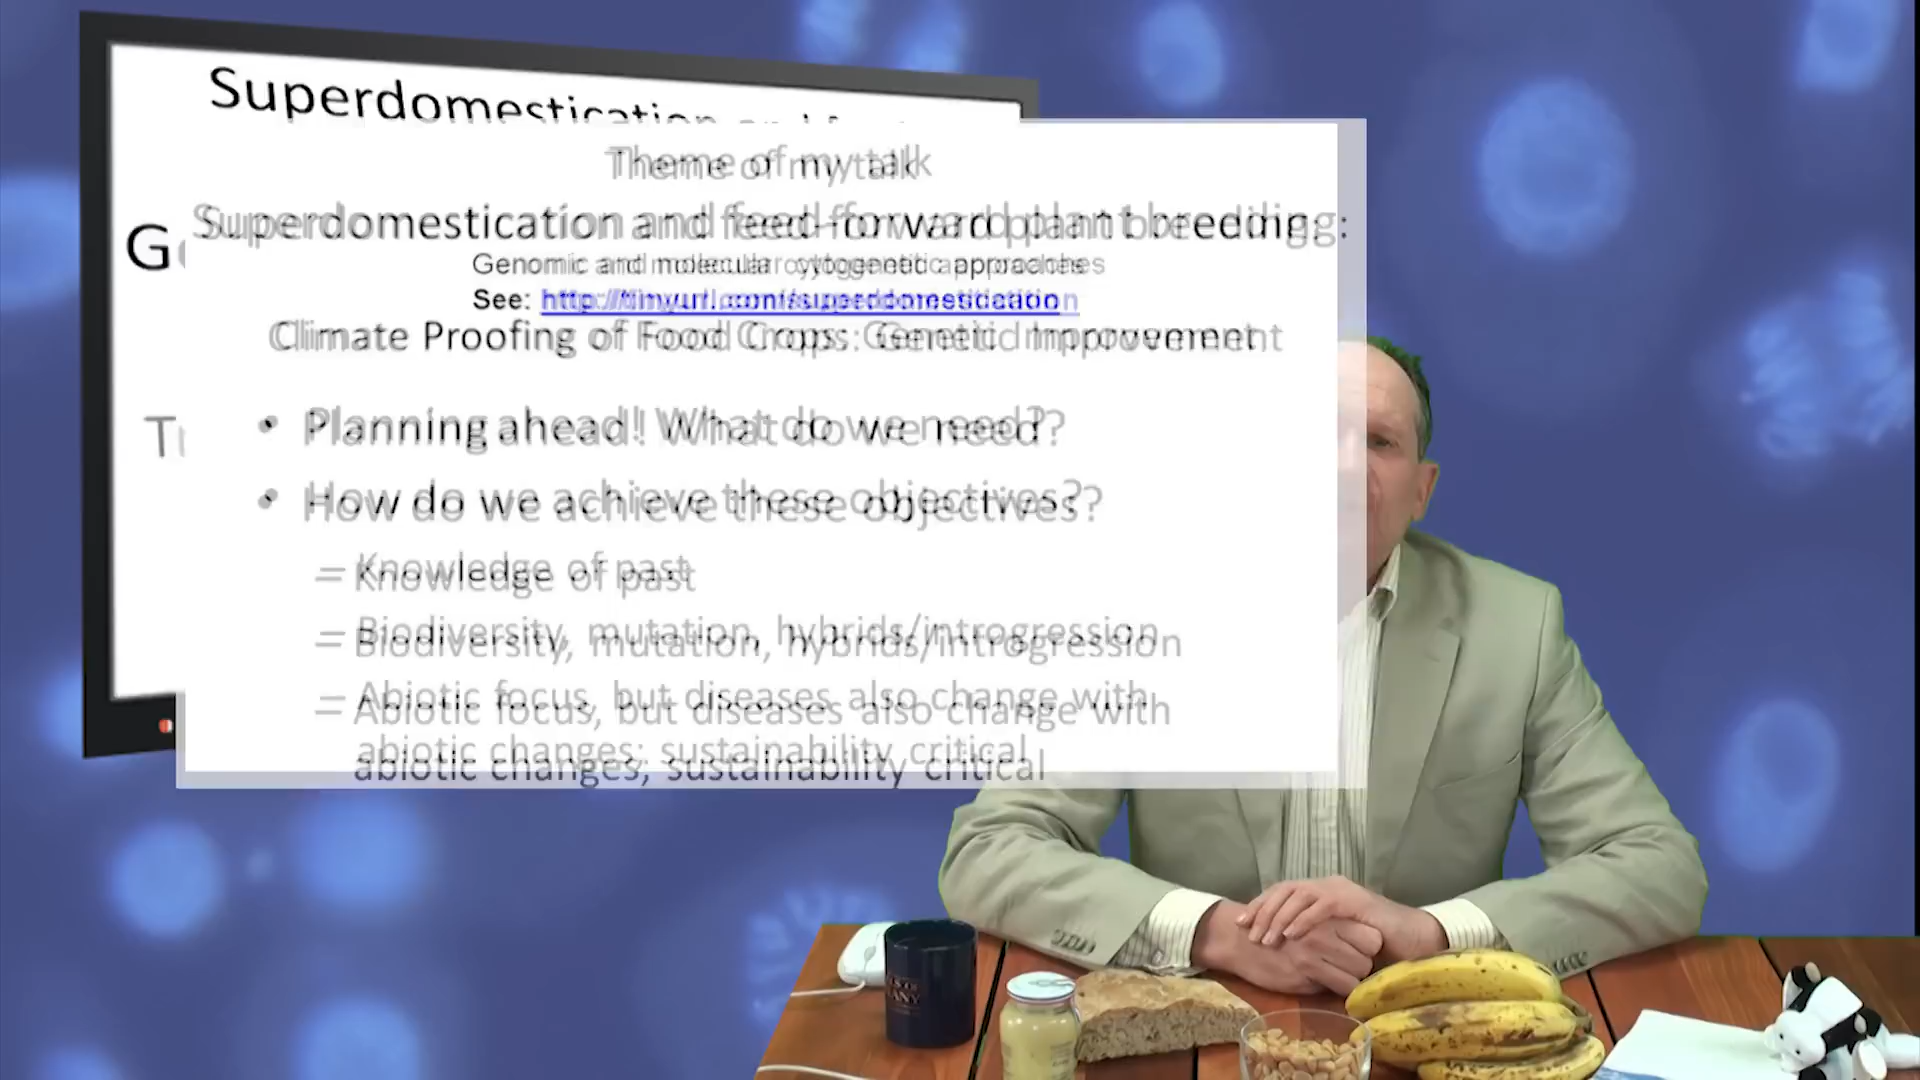 Superdomestication and
Theme of my talk
Superdomestication and feed-forward plant breeding:
Genomic and molecular cytogenetic approaches
See: http://tinyurl.com/superdomestication
Climate Proofing of Food Crops: Genetic Improvement
• Planning ahead! What do we need?
• How do we achieve these objectives?
– Knowledge of past
– Biodiversity, mutation, hybrids/introgression
– Abiotic focus, but diseases also change with
abiotic changes; sustainability critical